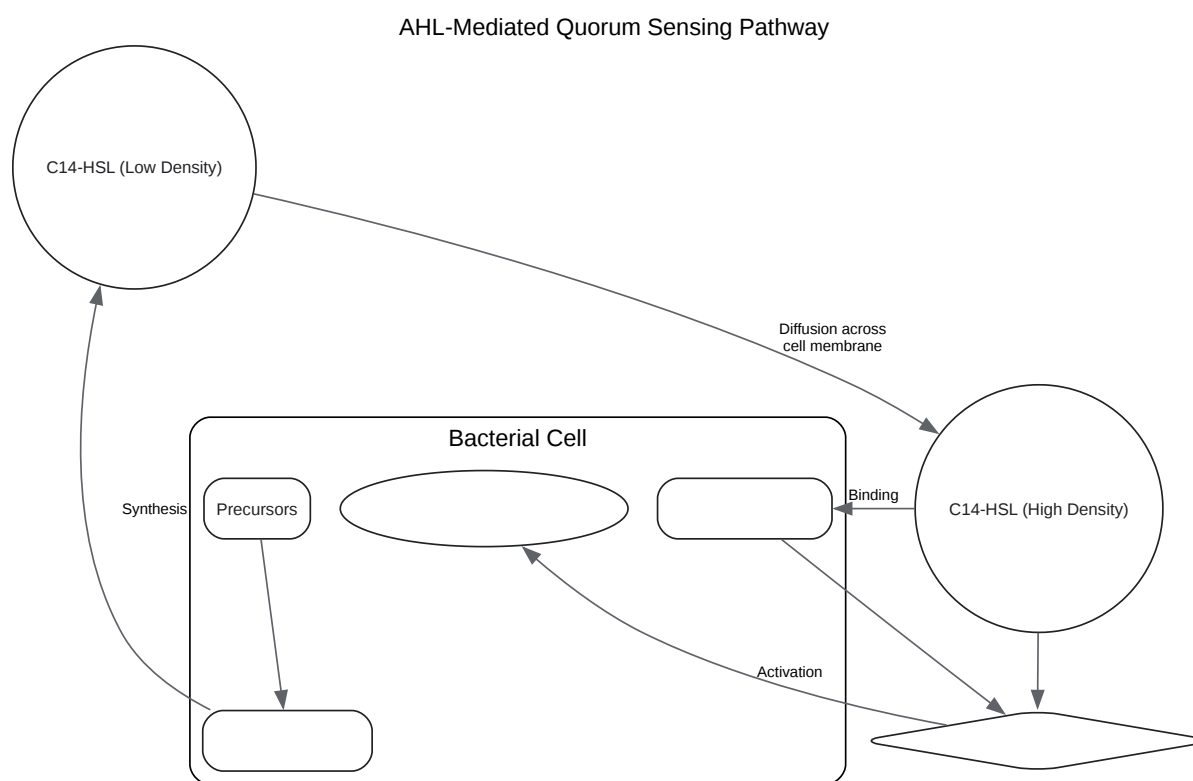 AHL-Mediated Quorum Sensing Pathway
C14-HSL (Low Density)
Diffusion across
cell membrane
Bacterial Cell
Synthesis
Precursors
Binding
C14-HSL (High Density)
Activation